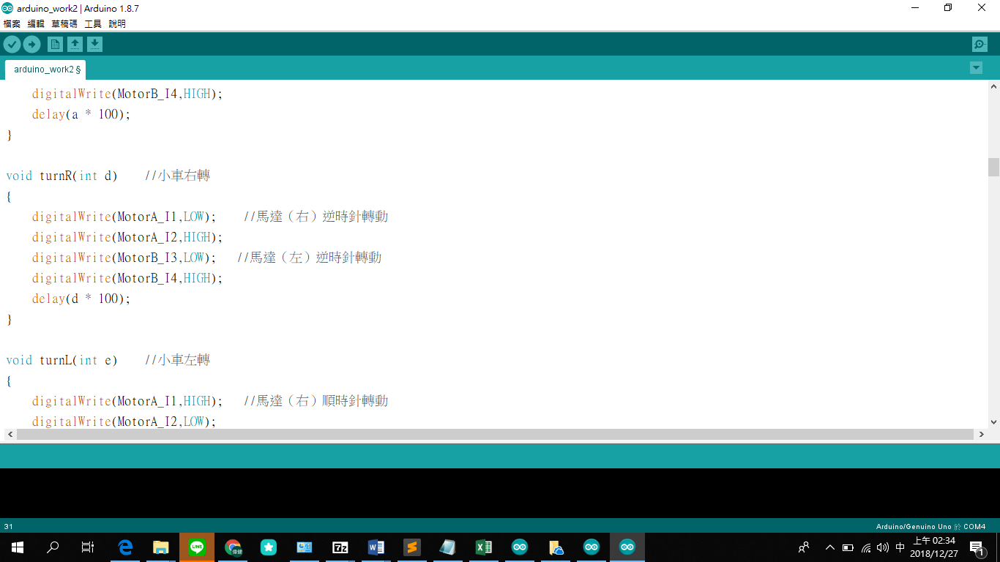 arduino_work2 | Arduino 1.8.7
檔案 編輯 草稿碼 工具 說明
arduino_work2 §
digitalWrite(MotorB_I4,HIGH);
delay(a * 100);
}
void turnR(int d) //小車右轉
{
digitalWrite(MotorA_I1,LOW); //馬達（右）逆時針轉動
digitalWrite(MotorA_I2,HIGH);
digitalWrite(MotorB_I3,LOW); //馬達（左）逆時針轉動
digitalWrite(MotorB_I4,HIGH);
delay(d * 100);
}
void turnL(int e) //小車左轉
{
digitalWrite(MotorA_I1,HIGH); //馬達（右）順時針轉動
digitalWrite(MotorA_I2,LOW);
31
Arduino/Genuino Uno 於 COM4
LINE
7z
中
上午 02:34
2018/12/27
1